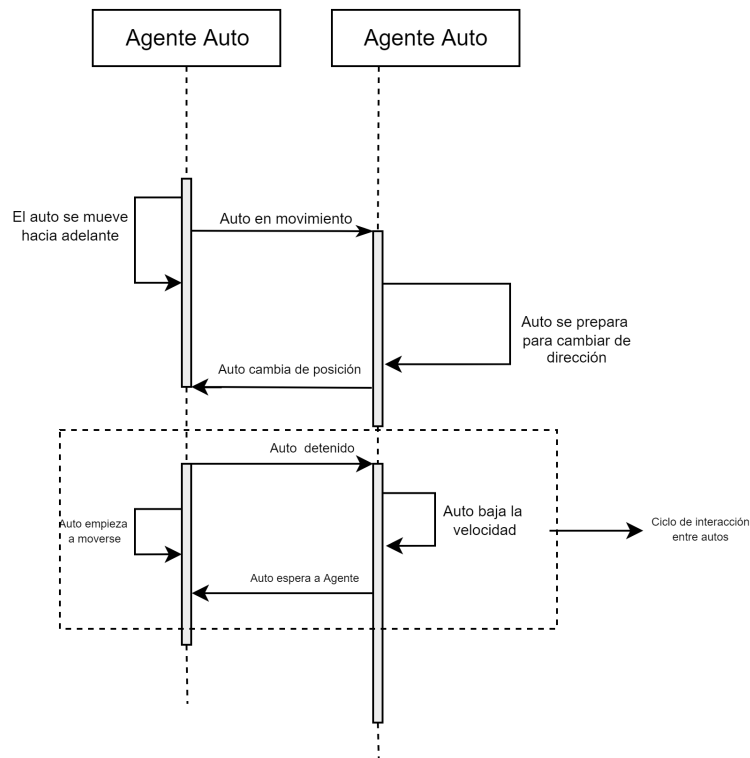 Agente Auto
Agente Auto
El auto se mueve
hacia adelante
Auto en movimiento
Auto se prepara
para cambiar de
dirección
Auto cambia de posición
Auto detenido
Auto empieza
a moverse
Auto baja la
velocidad
Ciclo de interacción
entre autos
Auto espera a Agente